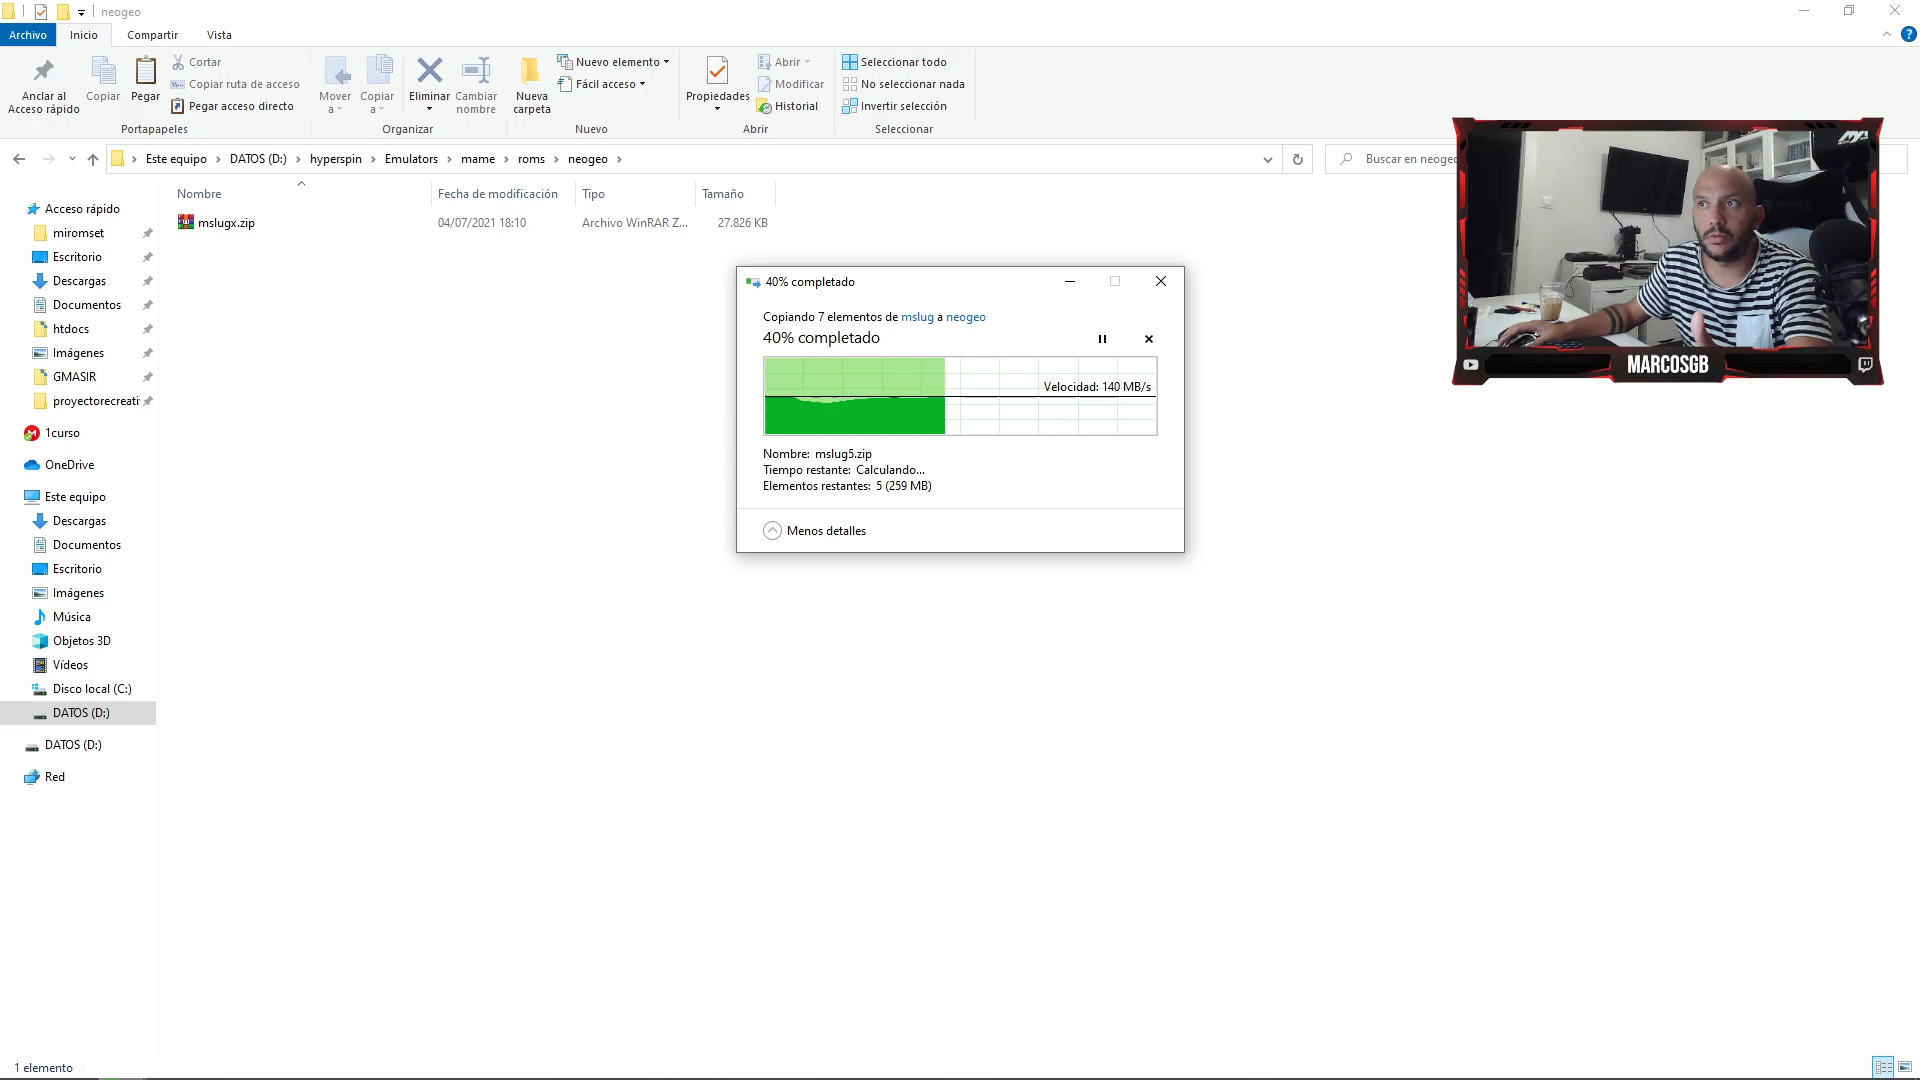 neogeo
Archivo
Inicio
Compartir
Vista
Anclar al
Acceso rápido
Copiar
Pegar
Cortar
Copiar ruta de acceso
Pegar acceso directo
Portapapeles
Mover
a
Copiar
a
Eliminar
Cambiar
nombre
Organizar
Nueva
carpeta
Nuevo elemento
Fácil acceso
Nuevo
Propiedades
Abrir
Modificar
Historial
Abrir
Seleccionar todo
No seleccionar nada
Invertir selección
Seleccionar
Este equipo › DATOS (D:) › hyperspin › Emulators › mame › roms › neogeo ›
Buscar en neogeo
Nombre
Fecha de modificación
Tipo
Tamaño
mslugx.zip
04/07/2021 18:10
Archivo WinRAR Z...
27.826 KB
Acceso rápido
miromset
Escritorio
Descargas
Documentos
htdocs
Imágenes
GMASIR
proyectorecreati
1curso
OneDrive
Este equipo
Descargas
Documentos
Escritorio
Imágenes
Música
Objetos 3D
Vídeos
Disco local (C:)
DATOS (D:)
DATOS (D:)
Red
40% completado
Copiando 7 elementos de mslug a neogeo
40% completado
Velocidad: 140 MB/s
Nombre: mslug5.zip
Tiempo restante: Calculando...
Elementos restantes: 5 (259 MB)
Menos detalles
MARCOSGB
1 elemento